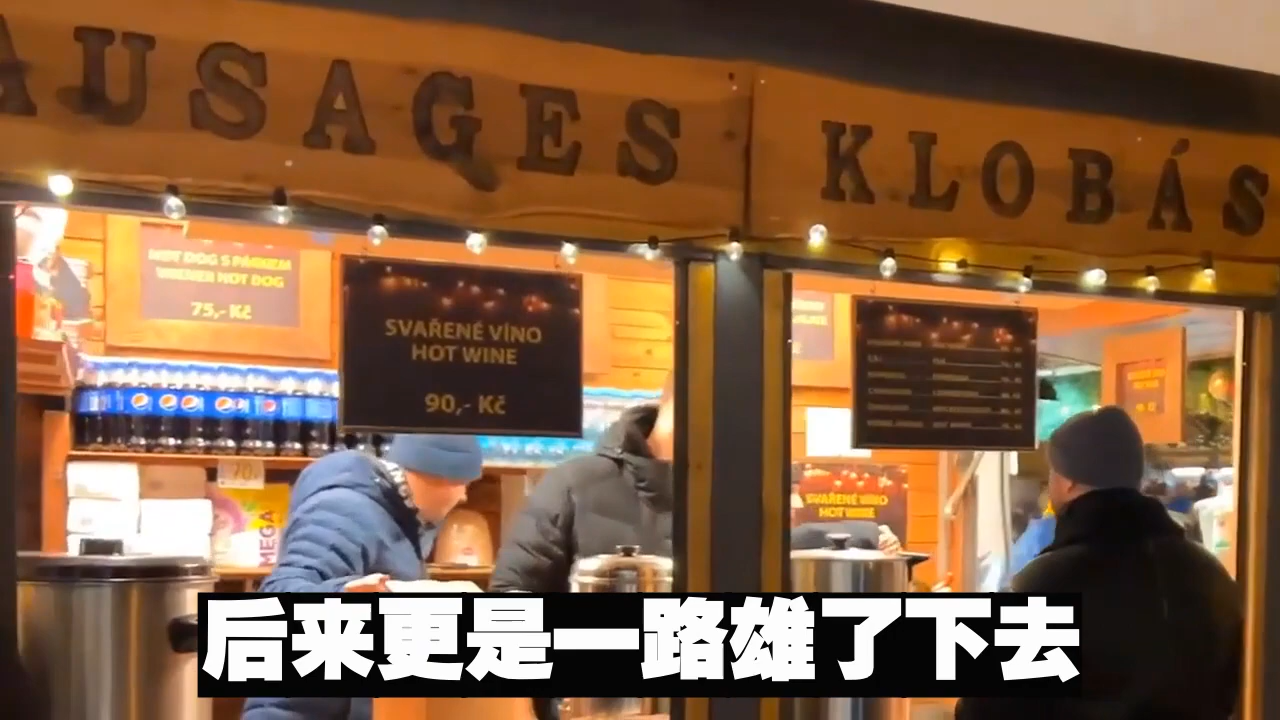 AUSAGES KLOBÁS
HOT DOG S PÁRKEM
WIENER HOT DOG
75,- Kč
SVAŘENÉ VÍNO
HOT WINE
90,- Kč
SVAŘENÉ VÍNO
HOT WINE
MEGA
后来更是一路雄了下去